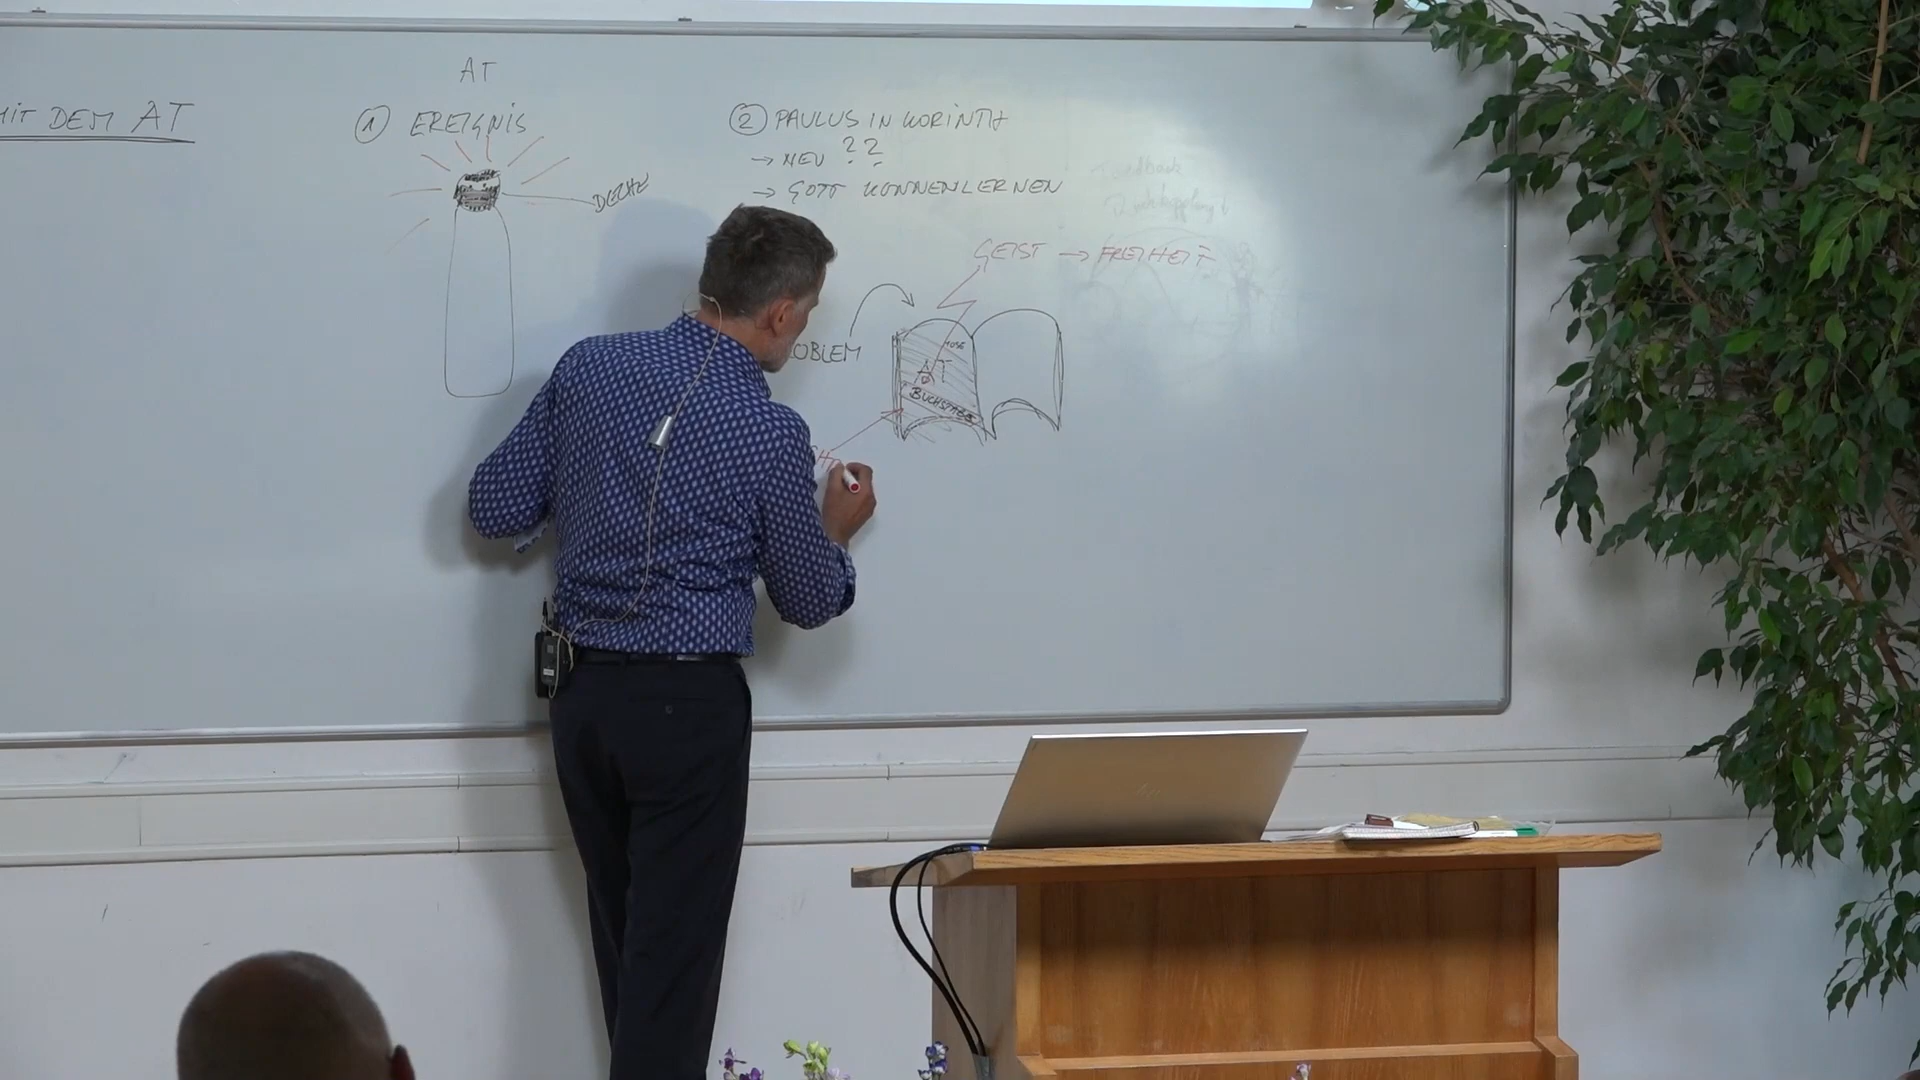 MIT DEM AT
AT
① EREIGNIS
DECKE
② PAULUS IN KORINTH
→ NEU ??
→ GOTT KENNENLERNEN
GEIST → FREIHEIT
OBLEM
AT
BUCHSTABE
CH